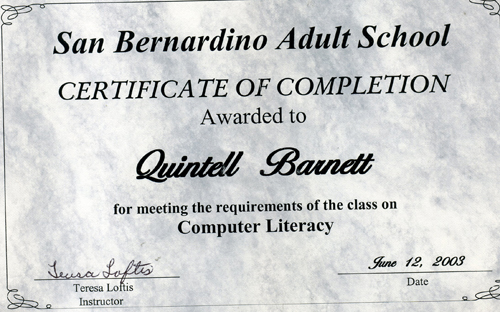 San Bernardino Adult School
CERTIFICATE OF COMPLETION
Awarded to
Quintell Barnett
for meeting the requirements of the class on
Computer Literacy
Teresa Loftis
June 12, 2003
Teresa Loftis
Date
Instructor